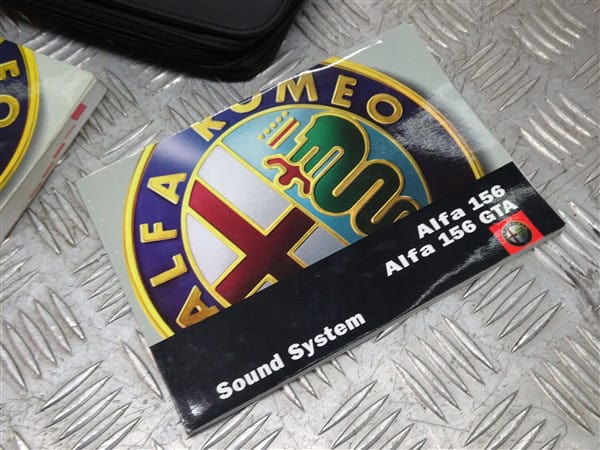 ALFA ROMEO
Alfa 156
Alfa 156 GTA
Sound System